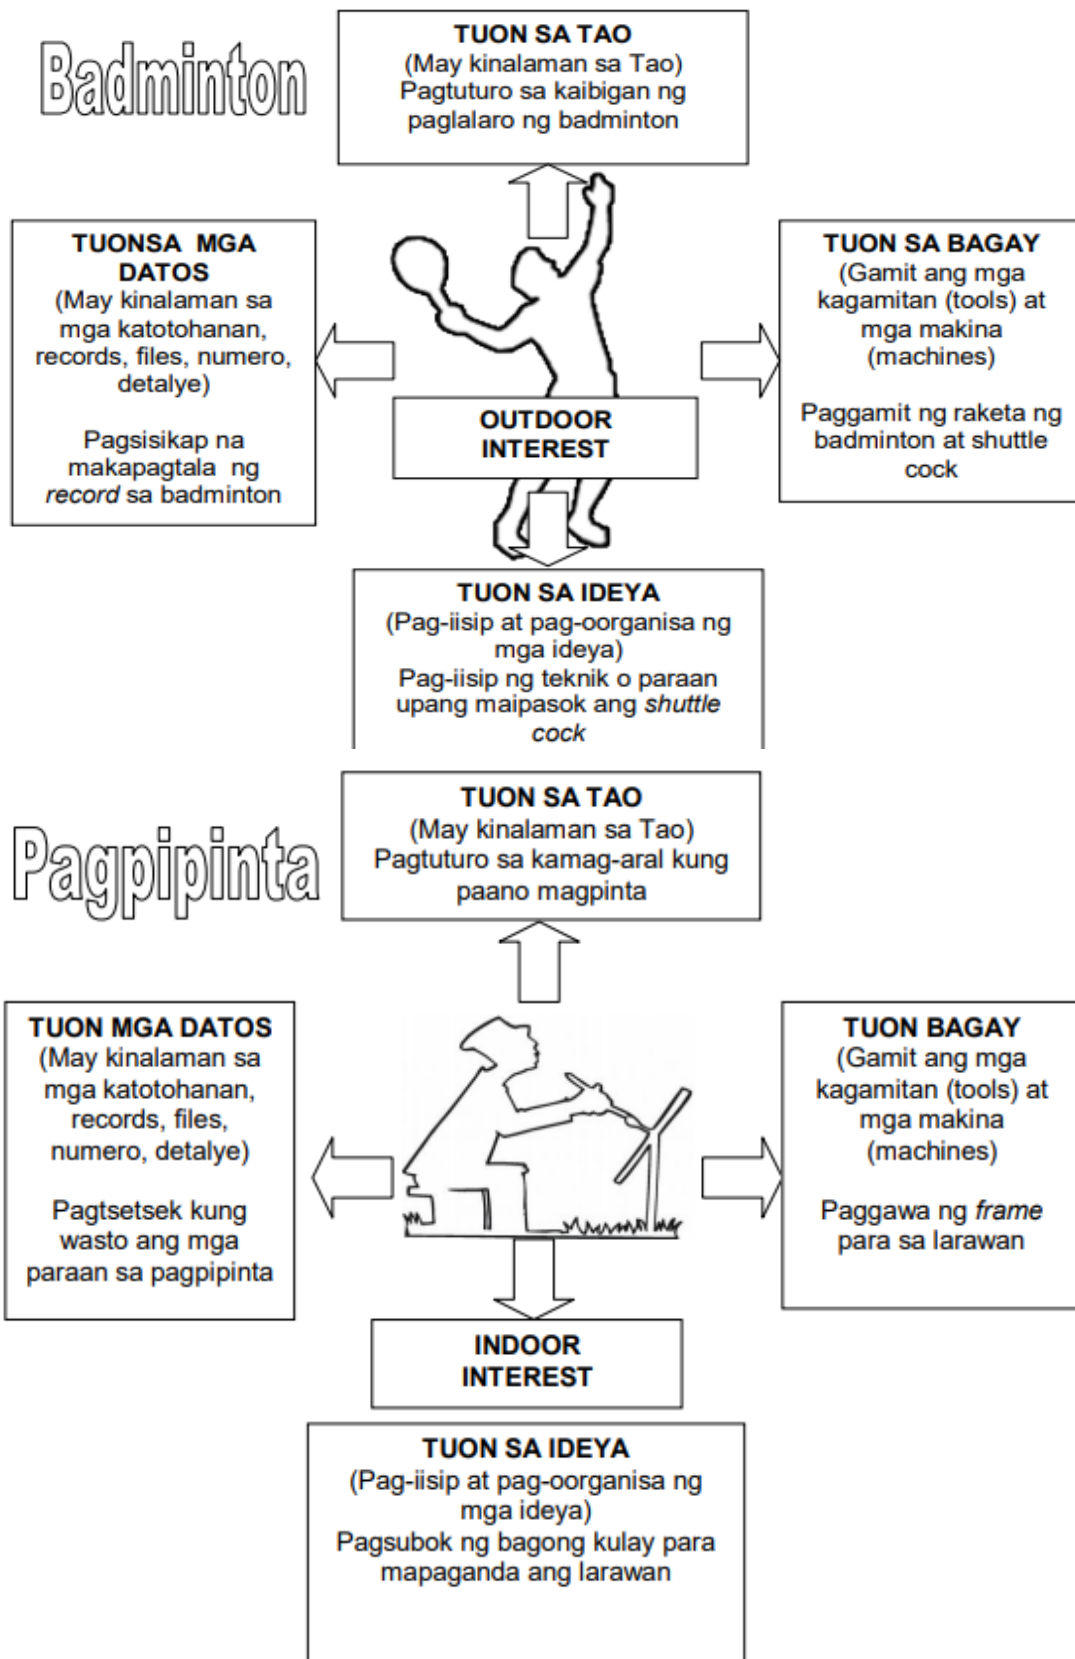 Badminton
TUON SA TAO
(May kinalaman sa Tao)
Pagtuturo sa kaibigan ng
paglalaro ng badminton
TUONSA MGA
DATOS
(May kinalaman sa
mga katotohanan,
records, files, numero,
detalye)
Pagsisikap na
makapagtala ng
record sa badminton
TUON SA BAGAY
(Gamit ang mga
kagamitan (tools) at
mga makina
(machines)
Paggamit ng raketa ng
badminton at shuttle
cock
OUTDOOR
INTEREST
TUON SA IDEYA
(Pag-iisip at pag-oorganisa ng
mga ideya)
Pag-iisip ng teknik o paraan
upang maipasok ang shuttle
cock
Pagpipinta
TUON SA TAO
(May kinalaman sa Tao)
Pagtuturo sa kamag-aral kung
paano magpinta
TUON MGA DATOS
(May kinalaman sa
mga katotohanan,
records, files,
numero, detalye)
Pagtsetsek kung
wasto ang mga
paraan sa pagpipinta
TUON BAGAY
(Gamit ang mga
kagamitan (tools) at
mga makina
(machines)
Paggawa ng frame
para sa larawan
INDOOR
INTEREST
TUON SA IDEYA
(Pag-iisip at pag-oorganisa ng
mga ideya)
Pagsubok ng bagong kulay para
mapaganda ang larawan